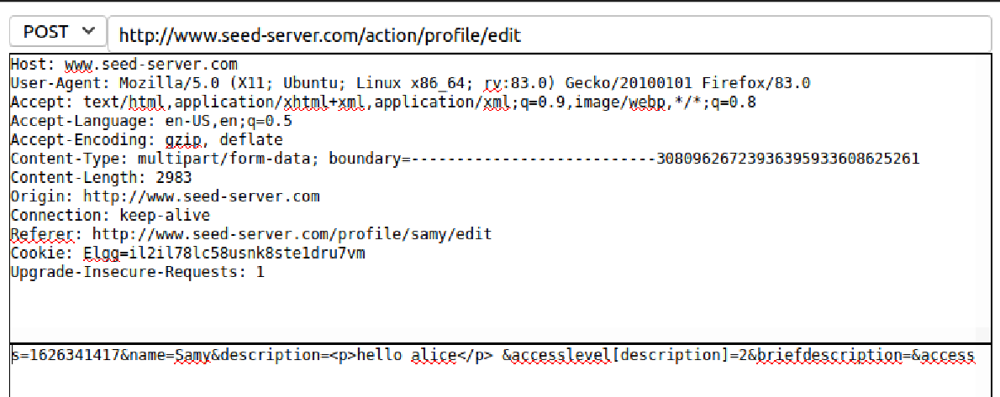 POST http://www.seed-server.com/action/profile/edit
Host: www.seed-server.com
User-Agent: Mozilla/5.0 (X11; Ubuntu; Linux x86_64; rv:83.0) Gecko/20100101 Firefox/83.0
Accept: text/html,application/xhtml+xml,application/xml;q=0.9,image/webp,*/*;q=0.8
Accept-Language: en-US,en;q=0.5
Accept-Encoding: gzip, deflate
Content-Type: multipart/form-data; boundary=---------------------------308096267239363959336086​25261
Content-Length: 2983
Origin: http://www.seed-server.com
Connection: keep-alive
Referer: http://www.seed-server.com/profile/samy/edit
Cookie: Elgg=il2il78lc58usnk8ste1dru7vm
Upgrade-Insecure-Requests: 1
s=1626341417&name=Samy&description=<p>hello alice</p> &accesslevel[description]=2&briefdescription=&access